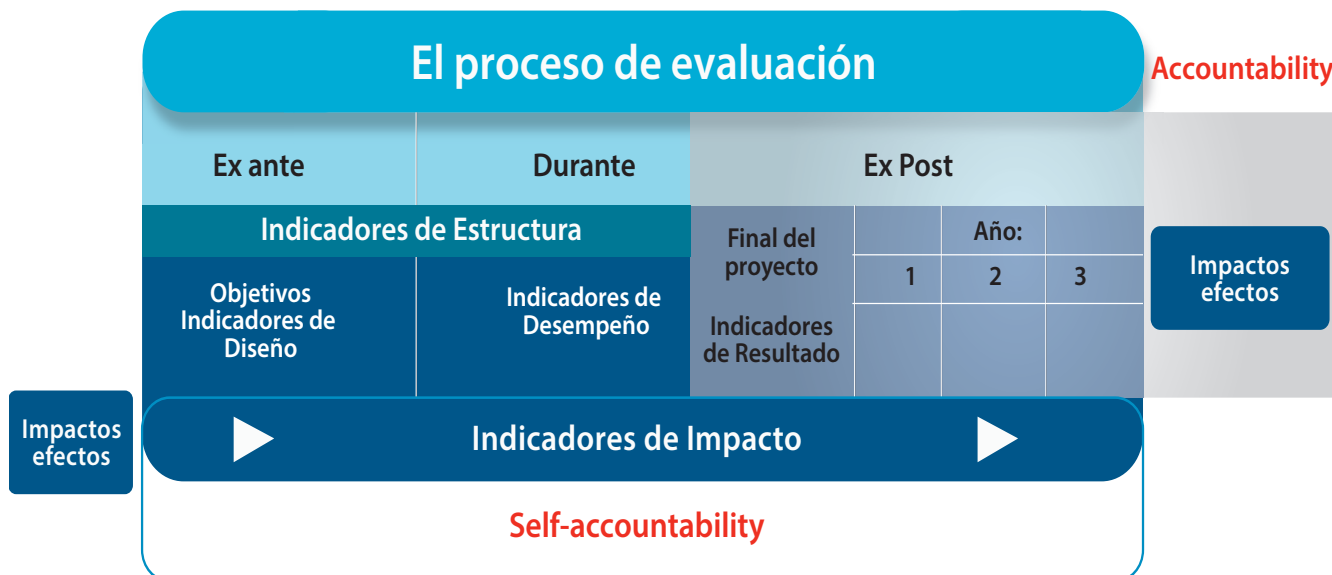 El proceso de evaluación
Accountability
Ex ante
Durante
Ex Post
Indicadores de Estructura
Final del
proyecto
Año:
1
2
3
Objetivos
Indicadores de
Diseño
Indicadores de
Desempeño
Indicadores
de Resultado
Impactos
efectos
Impactos
efectos
Indicadores de Impacto
Self-accountability